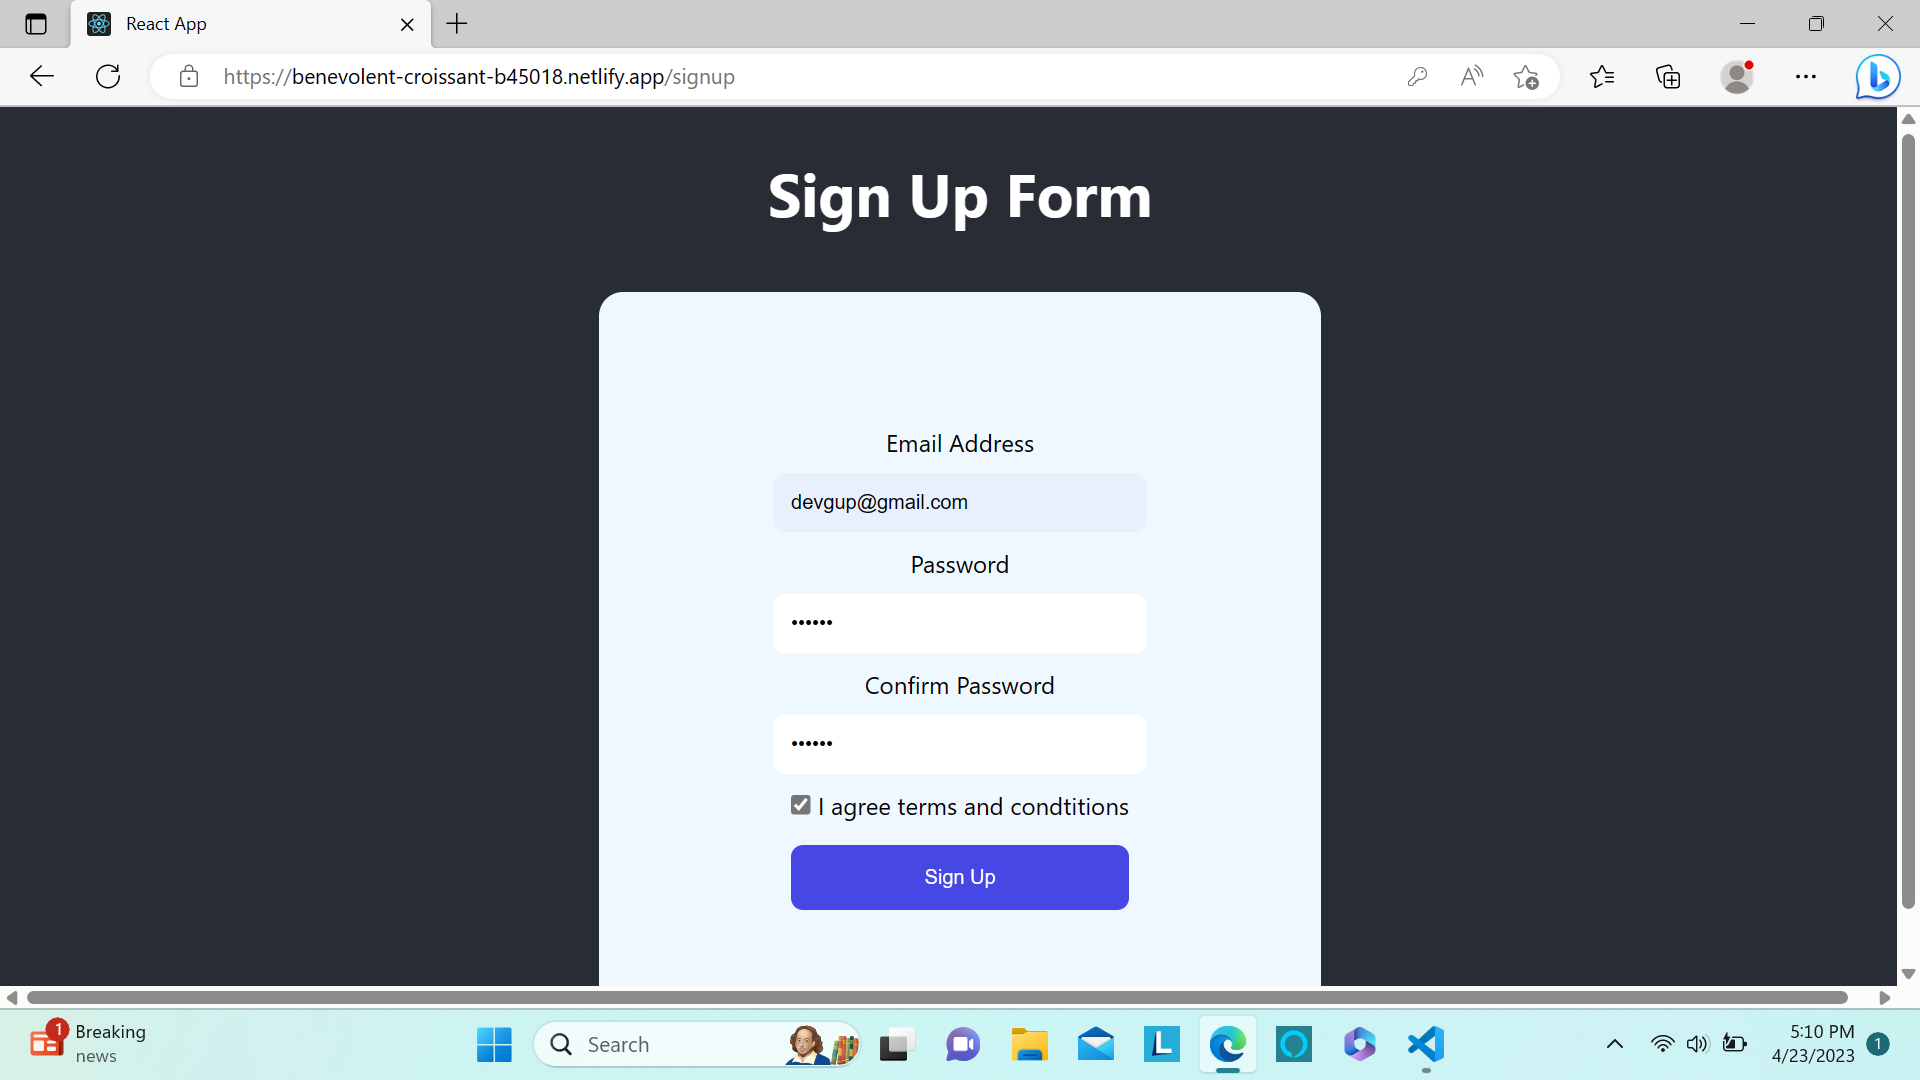 React App
https://benevolent-croissant-b45018.netlify.app/signup
Sign Up Form
Email Address
devgup@gmail.com
Password
••••••
Confirm Password
••••••
I agree terms and condtitions
Sign Up
1
Breaking
news
Search
L
5:10 PM
4/23/2023
1